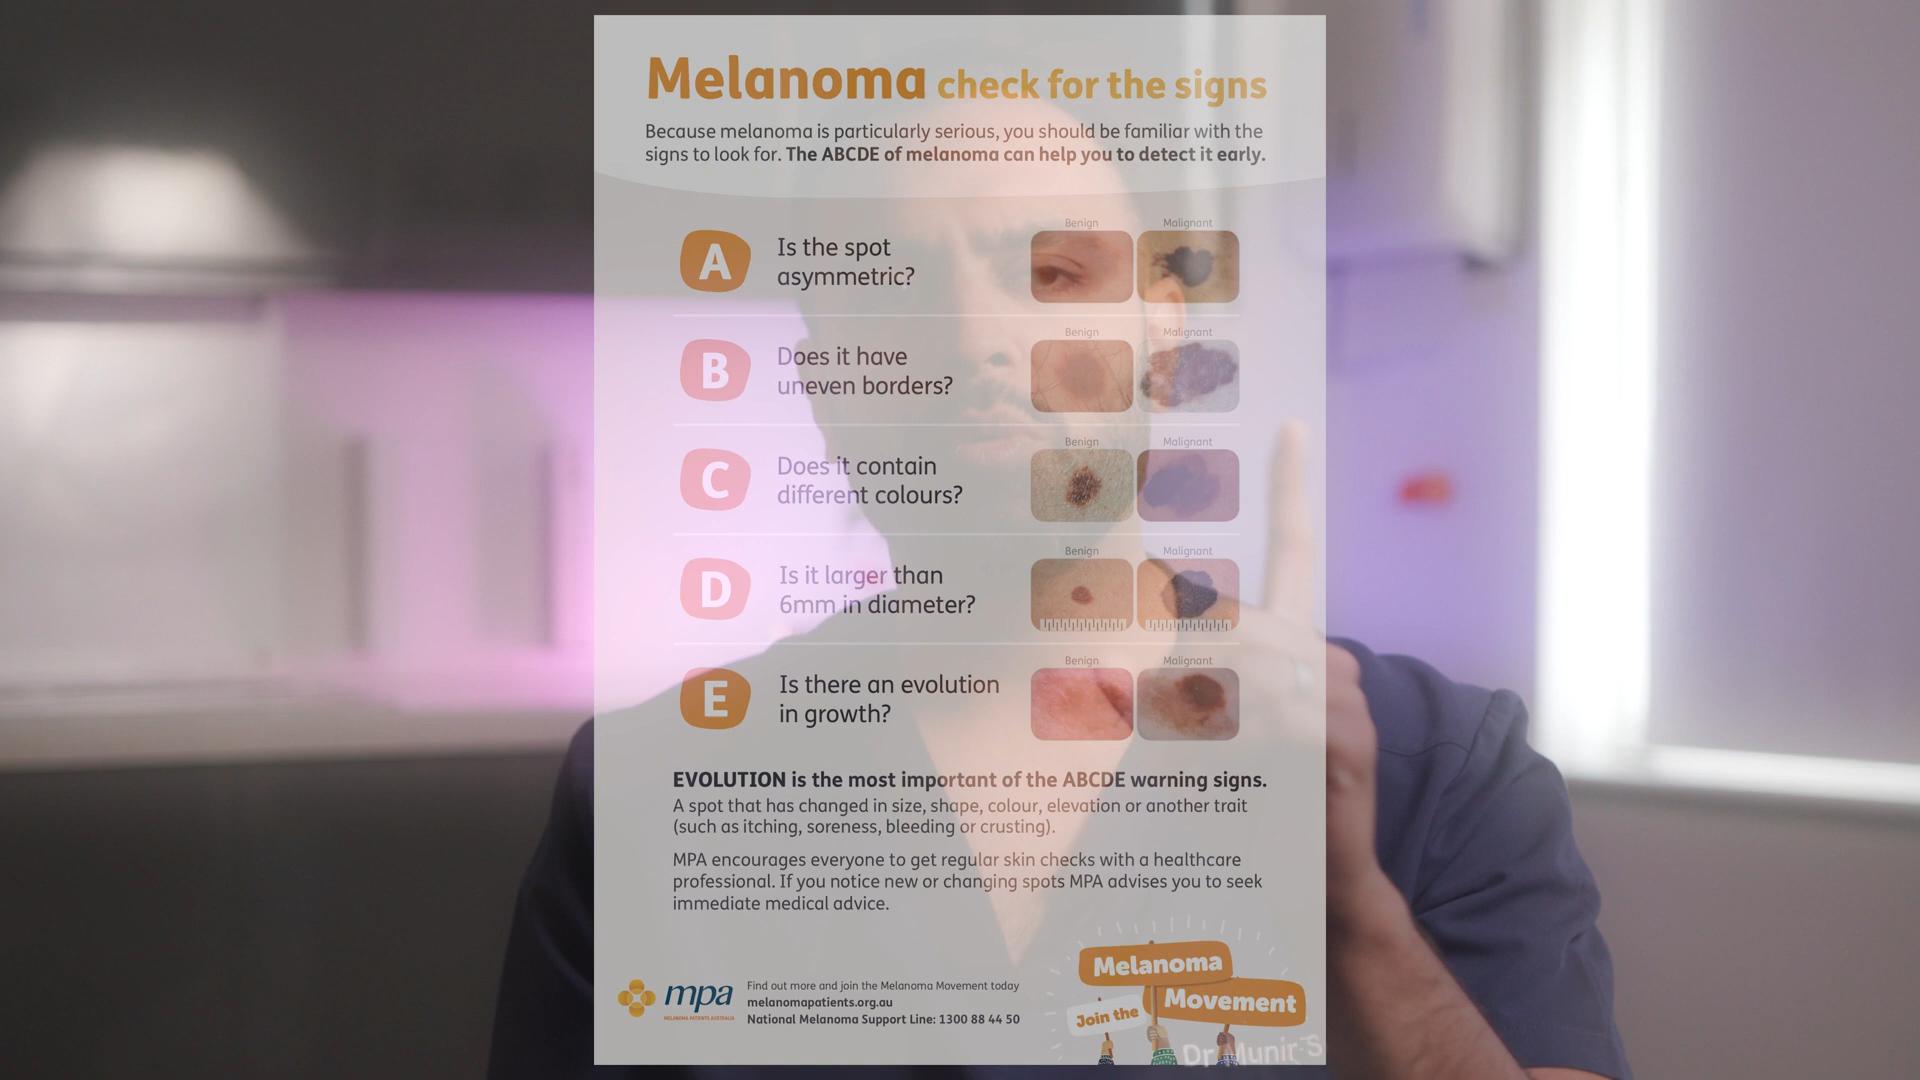 Melanoma check for the signs
Because melanoma is particularly serious, you should be familiar with the
signs to look for. The ABCDE of melanoma can help you to detect it early.
Benign Malignant
A Is the spot
asymmetric?
Benign Malignant
B Does it have
uneven borders?
Benign Malignant
C Does it contain
different colours?
Benign Malignant
D Is it larger than
6mm in diameter?
Benign Malignant
E Is there an evolution
in growth?
EVOLUTION is the most important of the ABCDE warning signs.
A spot that has changed in size, shape, colour, elevation or another trait
(such as itching, soreness, bleeding or crusting).
MPA encourages everyone to get regular skin checks with a healthcare
professional. If you notice new or changing spots MPA advises you to seek
immediate medical advice.
mpa
MELANOMA PATIENTS AUSTRALIA
Find out more and join the Melanoma Movement today
melanomapatients.org.au
National Melanoma Support Line: 1300 88 44 50
Melanoma
Movement
Join the
Dr Munir S